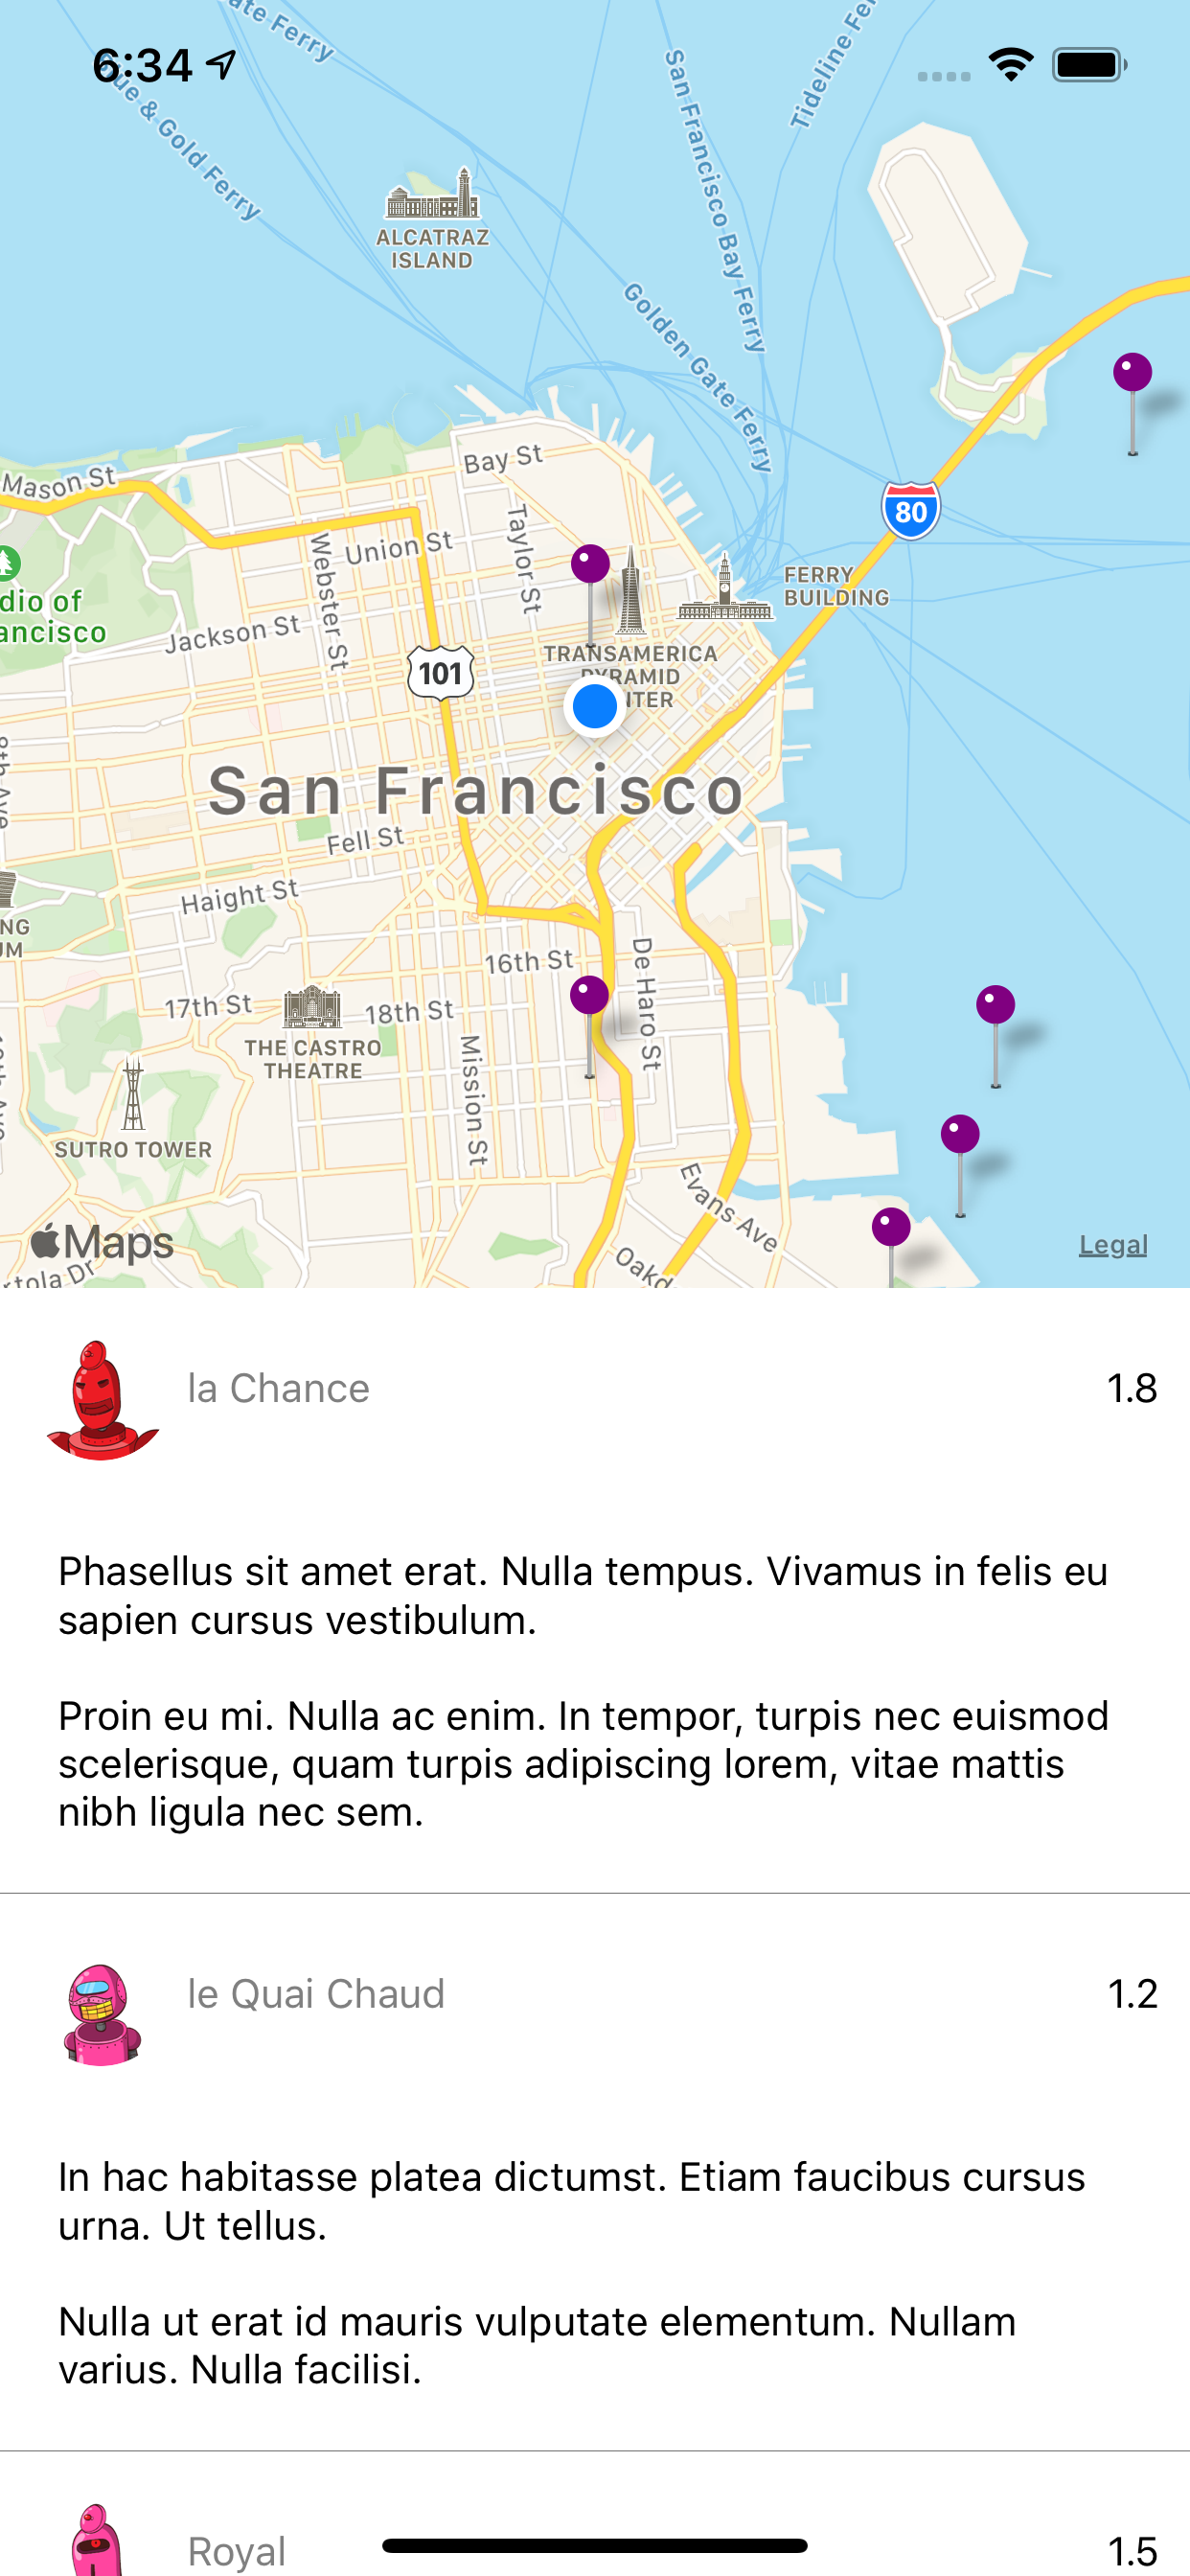 ate Ferry
Tideline Fer
6:34
ue & Gold Ferry
San Francisco Bay Ferry
ALCATRAZ
ISLAND
Golden Gate Ferry
Mason St
Bay St
80
Union St
Taylor St
Webster St
FERRY
BUILDING
dio of
ancisco
Jackson St
101
TRANSAMERICA
PYRAMID
NTER
8th Ave
San Francisco
Fell St
Haight St
NG
UM
16th St
De Haro St
17th St
18th St
THE CASTRO
THEATRE
Mission St
SUTRO TOWER
Evans Ave
Maps
Legal
rtola Dr
Oakd
la Chance
1.8
Phasellus sit amet erat. Nulla tempus. Vivamus in felis eu
sapien cursus vestibulum.
Proin eu mi. Nulla ac enim. In tempor, turpis nec euismod
scelerisque, quam turpis adipiscing lorem, vitae mattis
nibh ligula nec sem.
le Quai Chaud
1.2
In hac habitasse platea dictumst. Etiam faucibus cursus
urna. Ut tellus.
Nulla ut erat id mauris vulputate elementum. Nullam
varius. Nulla facilisi.
Royal
1.5